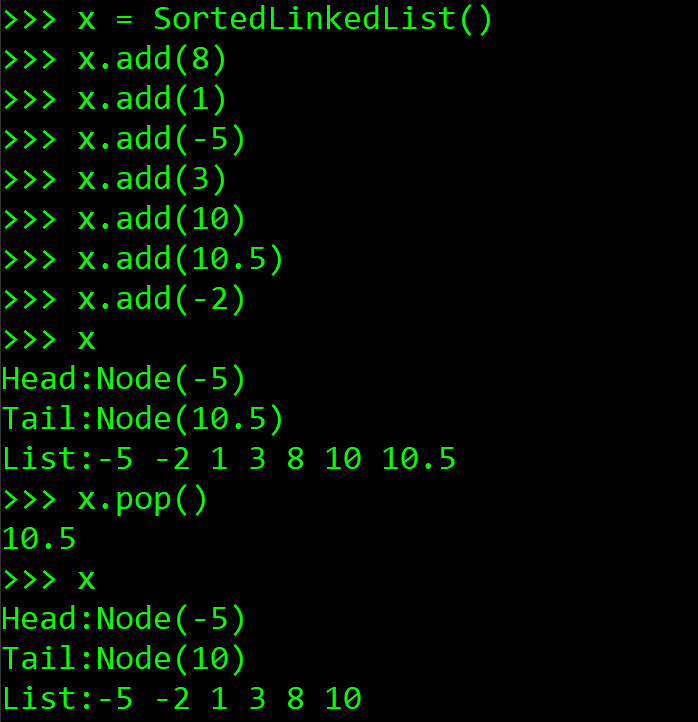 >>> x = SortedLinkedList()
>>> x.add(8)
>>> x.add(1)
>>> x.add(-5)
>>> x.add(3)
>>> x.add(10)
>>> x.add(10.5)
>>> x.add(-2)
>>> x
Head:Node(-5)
Tail:Node(10.5)
List:-5 -2 1 3 8 10 10.5
>>> x.pop()
10.5
>>> x
Head:Node(-5)
Tail:Node(10)
List:-5 -2 1 3 8 10